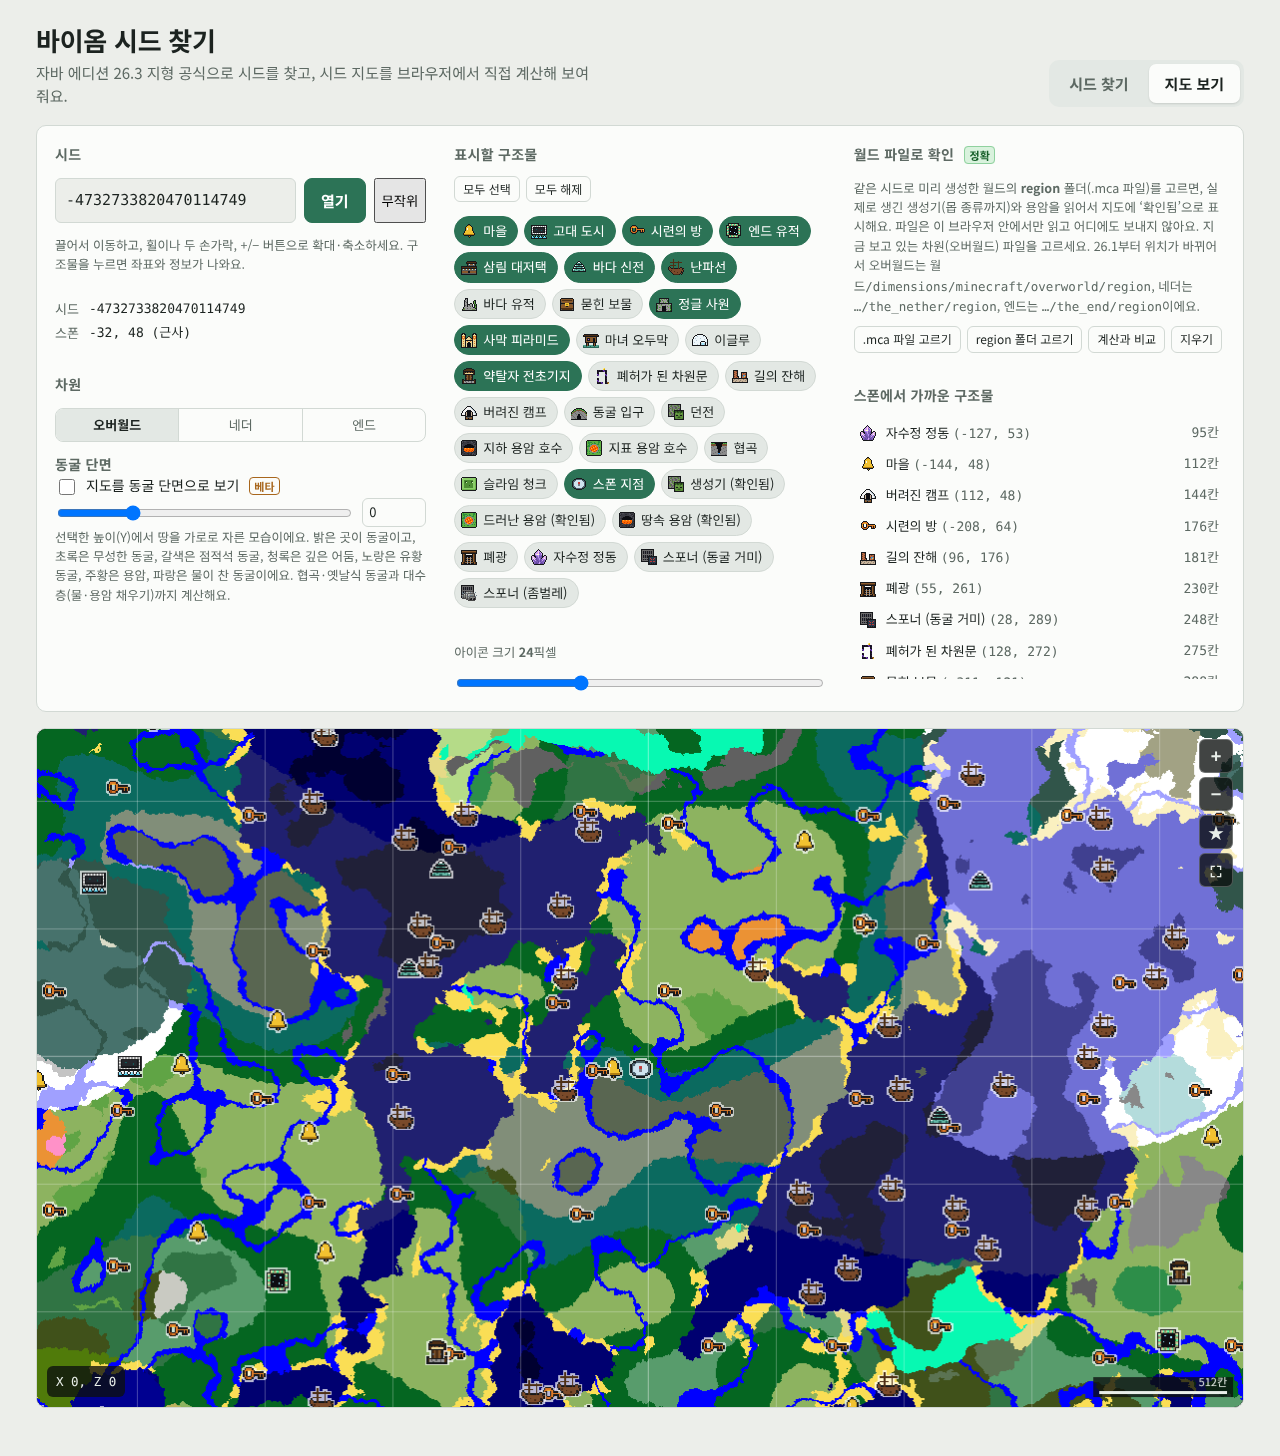 바이옴 시드 찾기
자바 에디션 26.3 지형 공식으로 시드를 찾고, 시드 지도를 브라우저에서 직접 계산해 보여
줘요.
시드 찾기
지도 보기
시드
-4732733820470114749
열기
무작위
끌어서 이동하고, 휠이나 두 손가락, +/− 버튼으로 확대·축소하세요. 구
조물을 누르면 좌표와 정보가 나와요.
시드 -4732733820470114749
스폰 -32, 48 (근사)
차원
오버월드
네더
엔드
동굴 단면
지도를 동굴 단면으로 보기 베타
0
선택한 높이(Y)에서 땅을 가로로 자른 모습이에요. 밝은 곳이 동굴이고,
초록은 무성한 동굴, 갈색은 점적석 동굴, 청록은 깊은 어둠, 노랑은 유황
동굴, 주황은 용암, 파랑은 물이 찬 동굴이에요. 협곡·옛날식 동굴과 대수
층(물·용암 채우기)까지 계산해요.
표시할 구조물
모두 선택
모두 해제
마을
고대 도시
시련의 방
엔드 유적
삼림 대저택
바다 신전
난파선
바다 유적
묻힌 보물
정글 사원
사막 피라미드
마녀 오두막
이글루
약탈자 전초기지
폐허가 된 차원문
길의 잔해
버려진 캠프
동굴 입구
던전
지하 용암 호수
지표 용암 호수
협곡
슬라임 청크
스폰 지점
생성기 (확인됨)
드러난 용암 (확인됨)
땅속 용암 (확인됨)
폐광
자수정 정동
스포너 (동굴 거미)
스포너 (좀벌레)
아이콘 크기 24픽셀
월드 파일로 확인 정확
같은 시드로 미리 생성한 월드의 region 폴더(.mca 파일)를 고르면, 실
제로 생긴 생성기(몹 종류까지)와 용암을 읽어서 지도에 ‘확인됨’으로 표
시해요. 파일은 이 브라우저 안에서만 읽고 어디에도 보내지 않아요. 지
금 보고 있는 차원(오버월드) 파일을 고르세요. 26.1부터 위치가 바뀌어
서 오버월드는 월
드/dimensions/minecraft/overworld/region, 네더는
…/the_nether/region, 엔드는 …/the_end/region이에요.
.mca 파일 고르기
region 폴더 고르기
계산과 비교
지우기
스폰에서 가까운 구조물
자수정 정동 (-127, 53) 95칸
마을 (-144, 48) 112칸
버려진 캠프 (112, 48) 144칸
시련의 방 (-208, 64) 176칸
길의 잔해 (96, 176) 181칸
폐광 (55, 261) 230칸
스포너 (동굴 거미) (28, 289) 248칸
폐허가 된 차원문 (128, 272) 275칸
+
−
★
X 0, Z 0
512칸